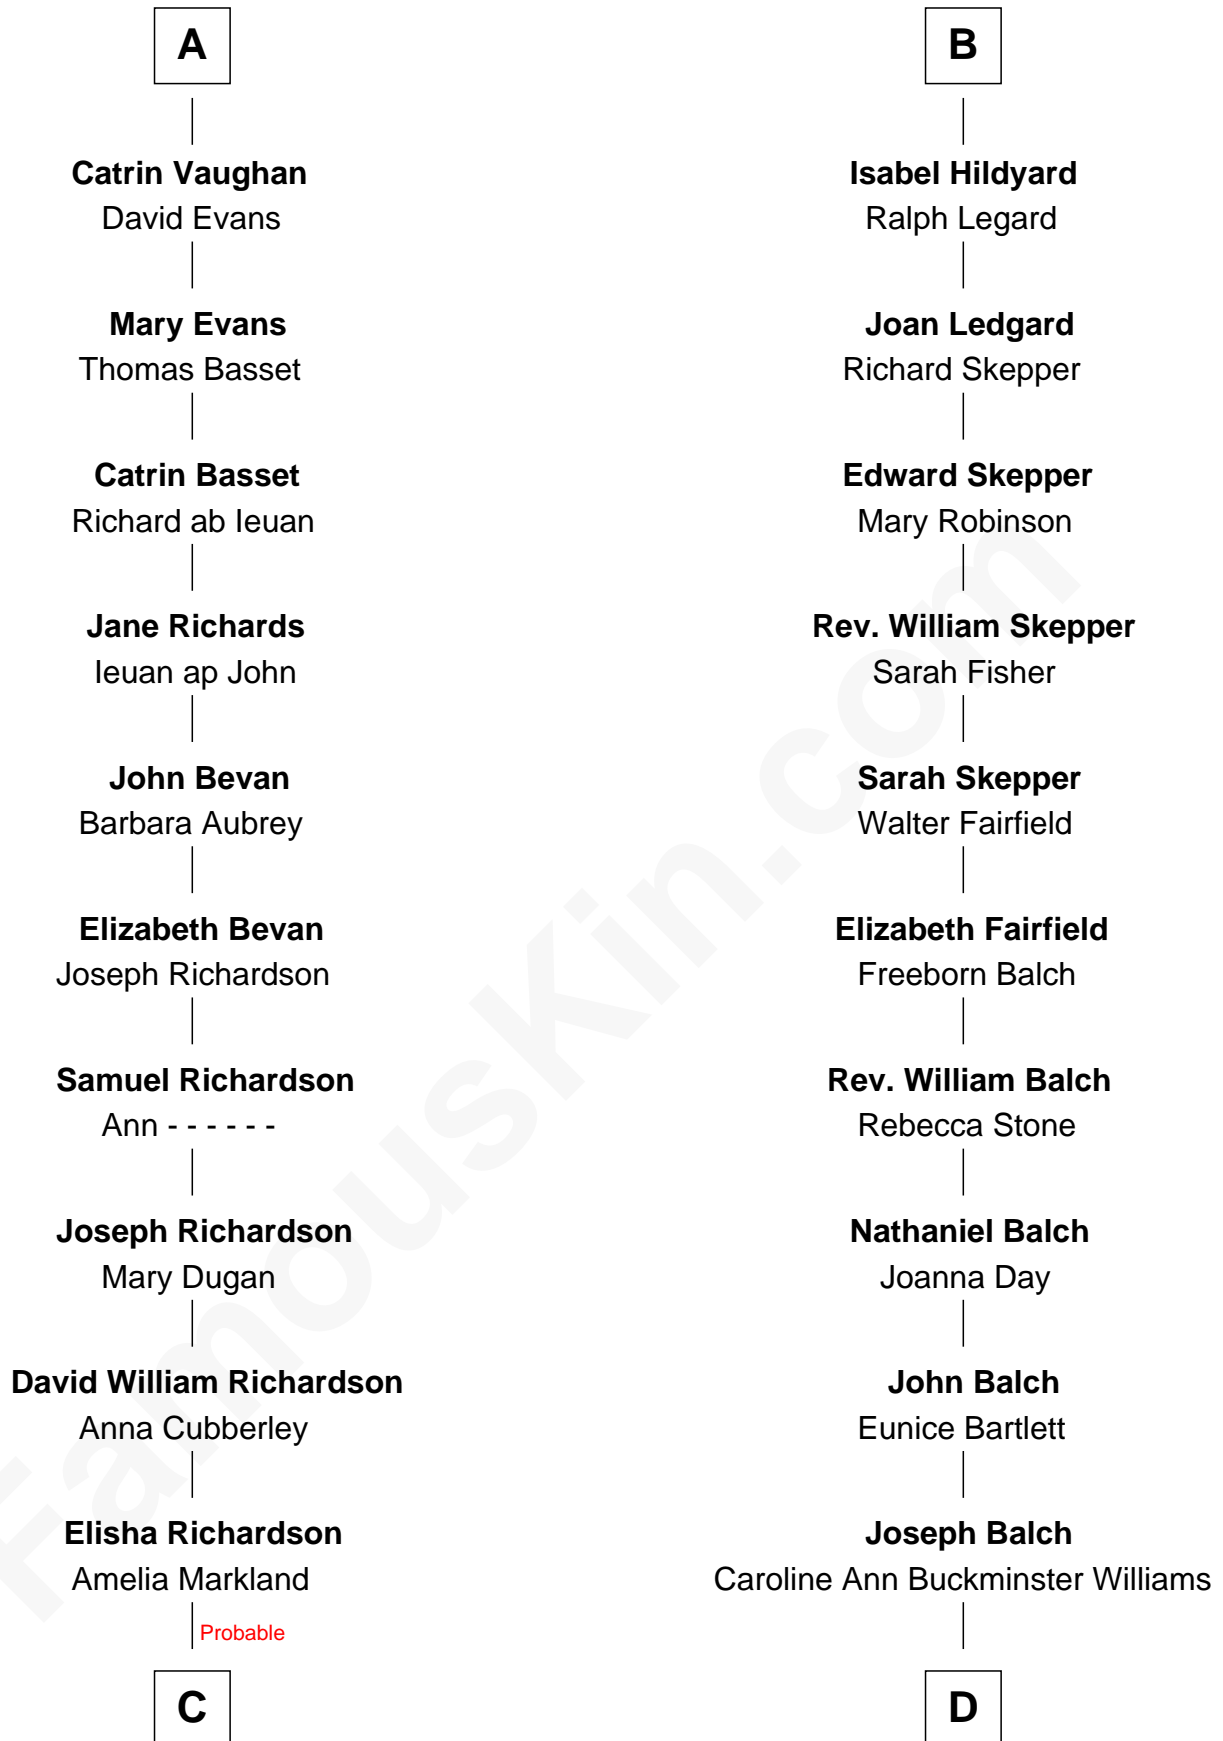 A
Catrin Vaughan
David Evans
Mary Evans
Thomas Basset
Catrin Basset
Richard ab Ieuan
Jane Richards
Ieuan ap John
John Bevan
Barbara Aubrey
Elizabeth Bevan
Joseph Richardson
Samuel Richardson
Ann - - - - - -
Joseph Richardson
Mary Dugan
David William Richardson
Anna Cubberley
Elisha Richardson
Amelia Markland
Probable
C
B
Isabel Hildyard
Ralph Legard
Joan Ledgard
Richard Skepper
Edward Skepper
Mary Robinson
Rev. William Skepper
Sarah Fisher
Sarah Skepper
Walter Fairfield
Elizabeth Fairfield
Freeborn Balch
Rev. William Balch
Rebecca Stone
Nathaniel Balch
Joanna Day
John Balch
Eunice Bartlett
Joseph Balch
Caroline Ann Buckminster Williams
D
FamousKin.com